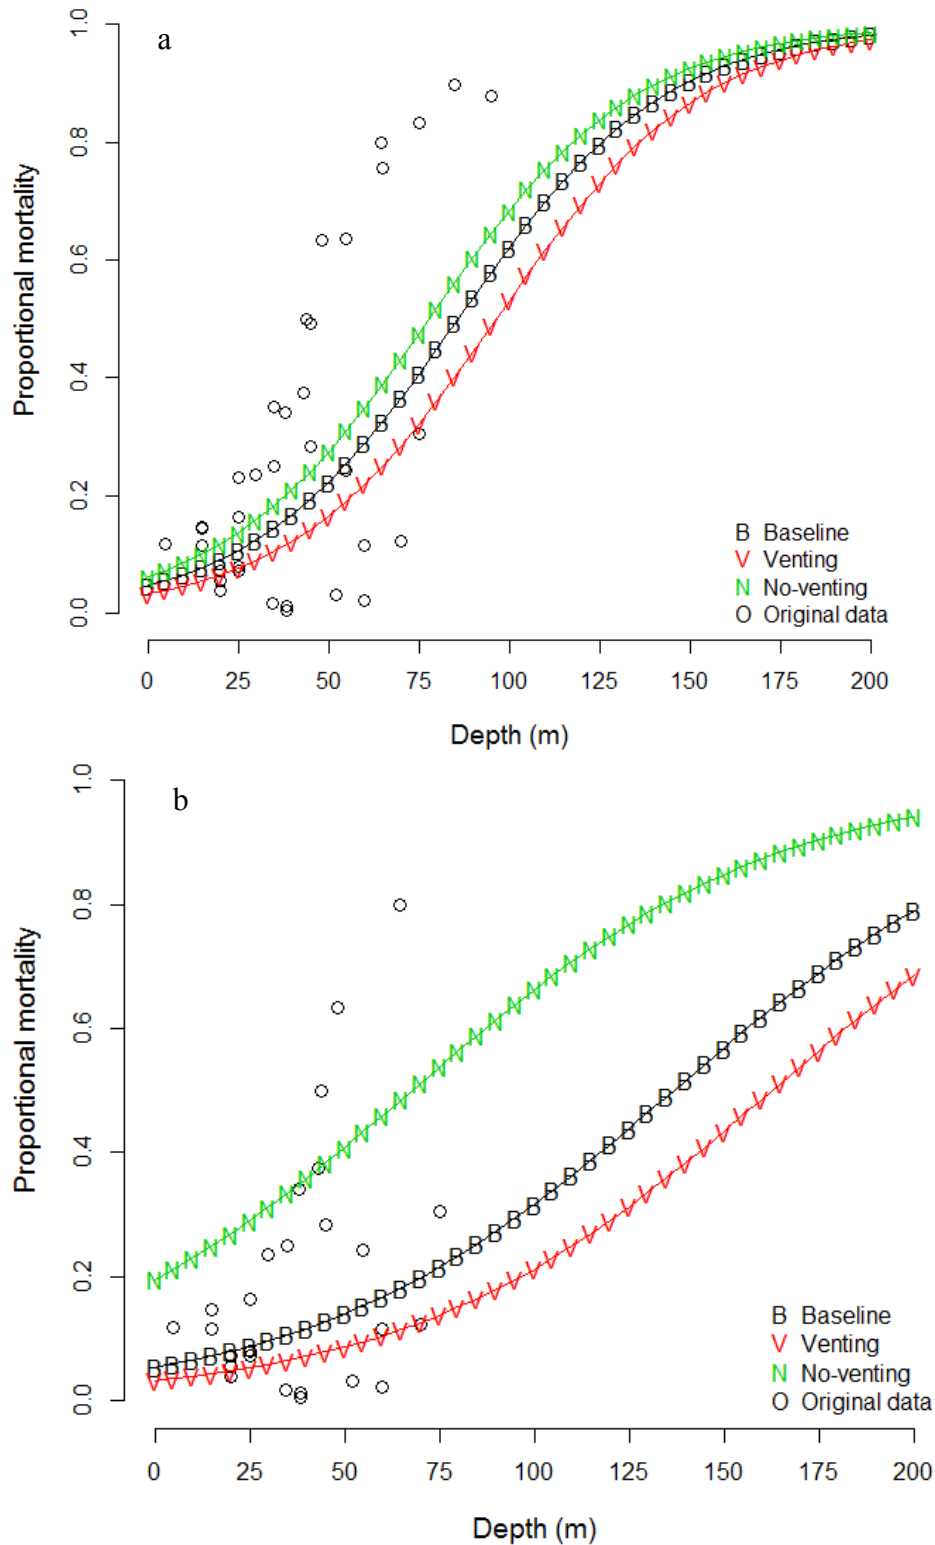 a
1.0
0.8
0.6
0.4
0.2
0.0
Proportional mortality
B Baseline
V Venting
N No-venting
O Original data
0 25 50 75 100 125 150 175 200
Depth (m)
b
1.0
0.8
0.6
0.4
0.2
0.0
Proportional mortality
B Baseline
V Venting
N No-venting
O Original data
0 25 50 75 100 125 150 175 200
Depth (m)